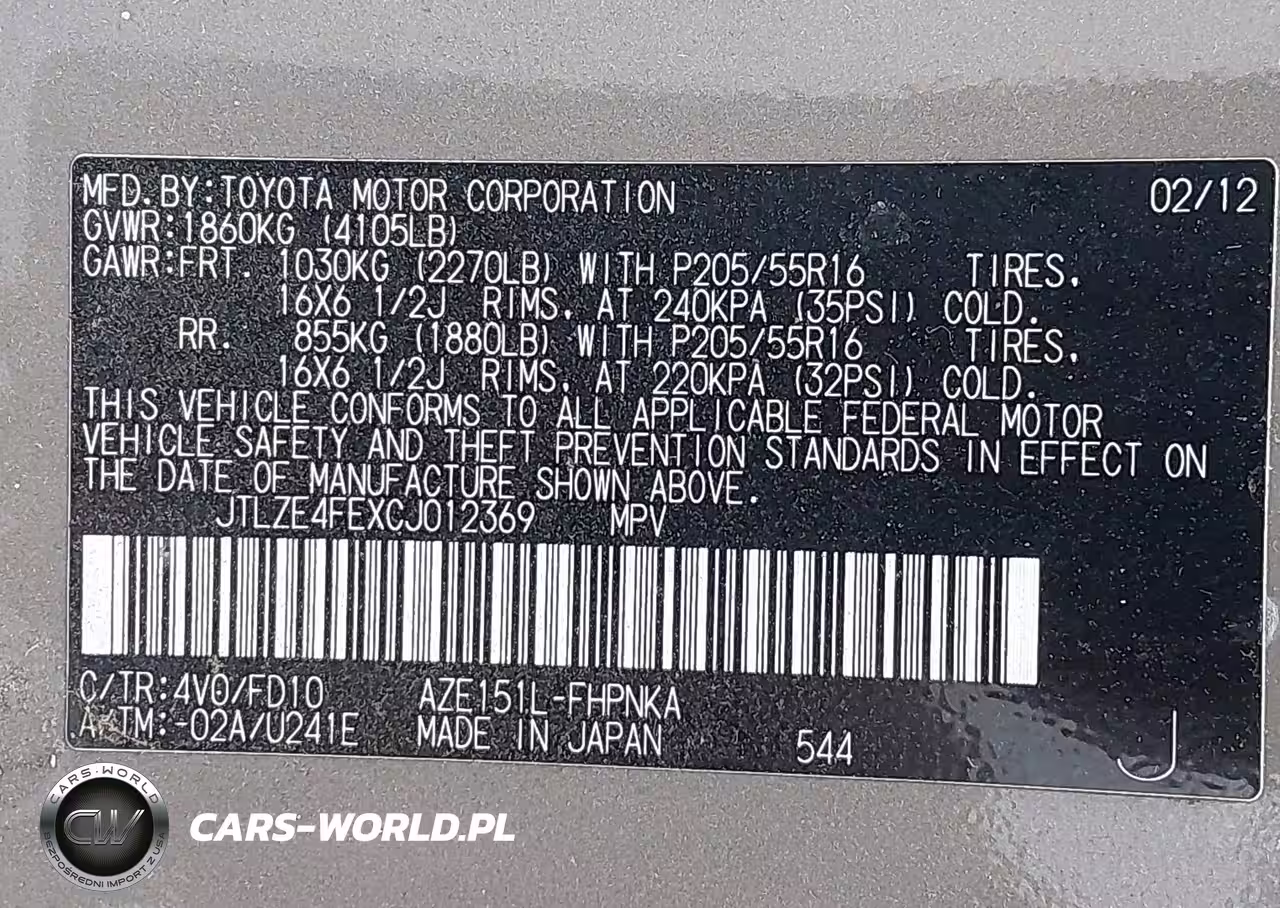 MFD.BY:TOYOTA MOTOR CORPORATION 02/12
GVWR:1860KG (4105LB)
GAWR:FRT. 1030KG (2270LB) WITH P205/55R16 TIRES,
16X6 1/2J RIMS, AT 240KPA (35PSI) COLD.
RR. 855KG (1880LB) WITH P205/55R16 TIRES,
16X6 1/2J RIMS, AT 220KPA (32PSI) COLD.
THIS VEHICLE CONFORMS TO ALL APPLICABLE FEDERAL MOTOR
VEHICLE SAFETY AND THEFT PREVENTION STANDARDS IN EFFECT ON
THE DATE OF MANUFACTURE SHOWN ABOVE.
JTLZE4FEXCJ012369 MPV
C/TR:4V0/FD10 AZE151L-FHPNKA
A/TM:-02A/U241E MADE IN JAPAN 544 J
CARS-WORLD
CW
BEZPOŚREDNI IMPORT Z USA
CARS-WORLD.PL